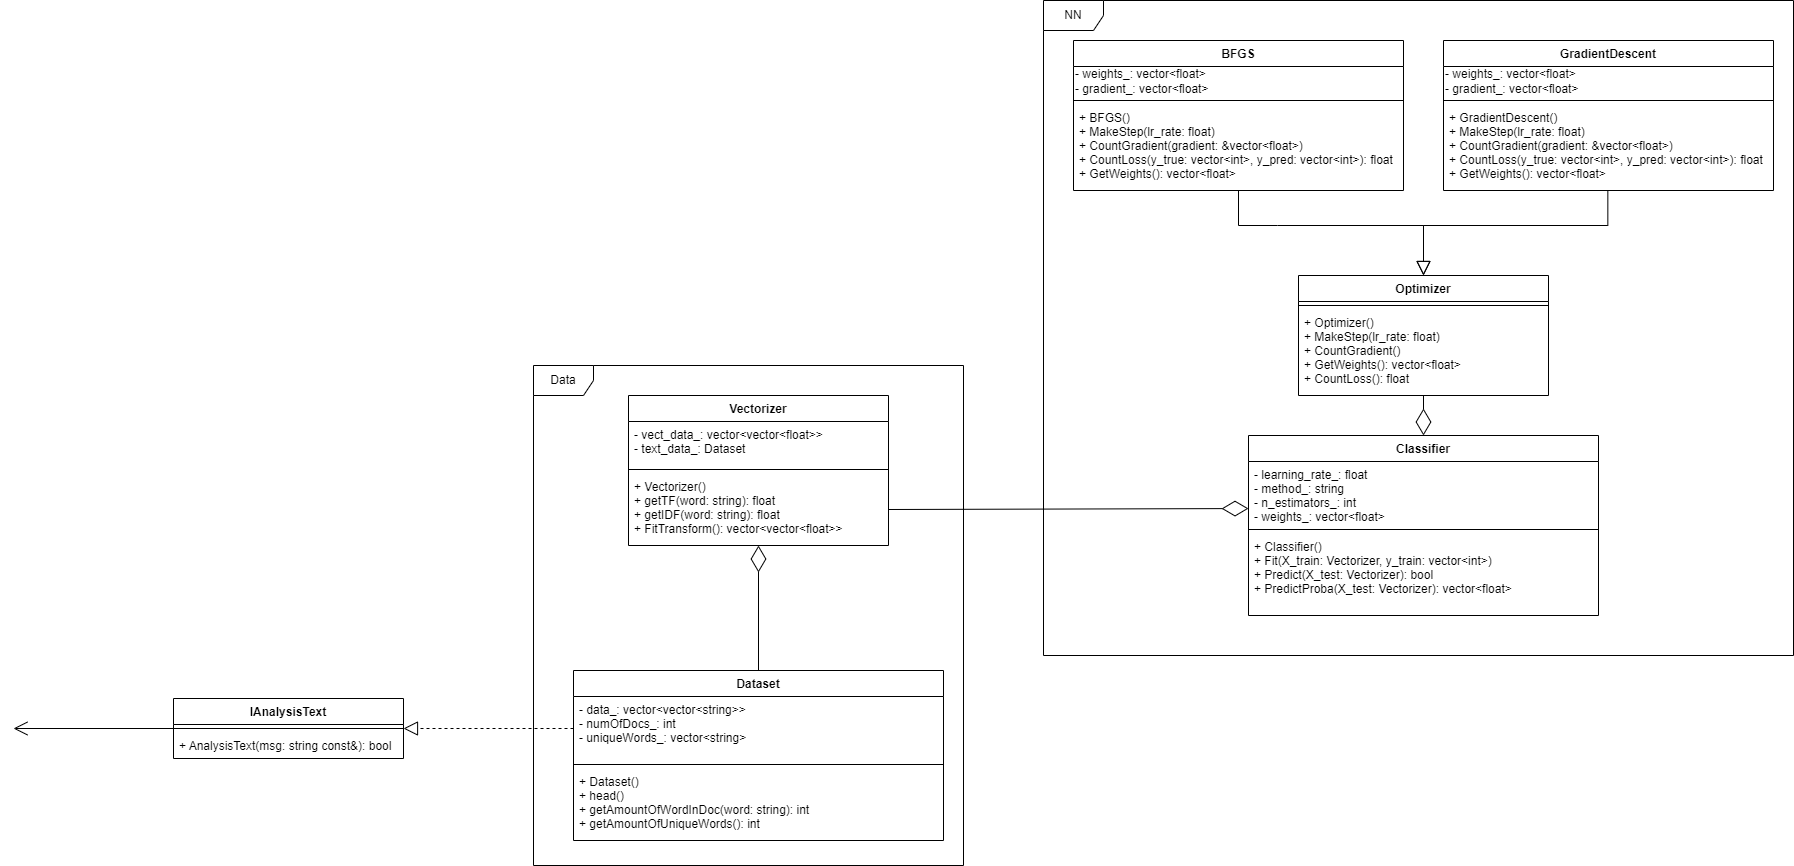 NN
BFGS
- weights_: vector<float>
- gradient_: vector<float>
+ BFGS()
+ MakeStep(lr_rate: float)
+ CountGradient(gradient: &vector<float>)
+ CountLoss(y_true: vector<int>, y_pred: vector<int>): float
+ GetWeights(): vector<float>
GradientDescent
- weights_: vector<float>
- gradient_: vector<float>
+ GradientDescent()
+ MakeStep(lr_rate: float)
+ CountGradient(gradient: &vector<float>)
+ CountLoss(y_true: vector<int>, y_pred: vector<int>): float
+ GetWeights(): vector<float>
Optimizer
+ Optimizer()
+ MakeStep(lr_rate: float)
+ CountGradient()
+ GetWeights(): vector<float>
+ CountLoss(): float
Data
Vectorizer
- vect_data_: vector<vector<float>>
- text_data_: Dataset
+ Vectorizer()
+ getTF(word: string): float
+ getIDF(word: string): float
+ FitTransform(): vector<vector<float>>
Classifier
- learning_rate_: float
- method_: string
- n_estimators_: int
- weights_: vector<float>
+ Classifier()
+ Fit(X_train: Vectorizer, y_train: vector<int>)
+ Predict(X_test: Vectorizer): bool
+ PredictProba(X_test: Vectorizer): vector<float>
Dataset
- data_: vector<vector<string>>
- numOfDocs_: int
- uniqueWords_: vector<string>
+ Dataset()
+ head()
+ getAmountOfWordInDoc(word: string): int
+ getAmountOfUniqueWords(): int
IAnalysisText
+ AnalysisText(msg: string const&): bool